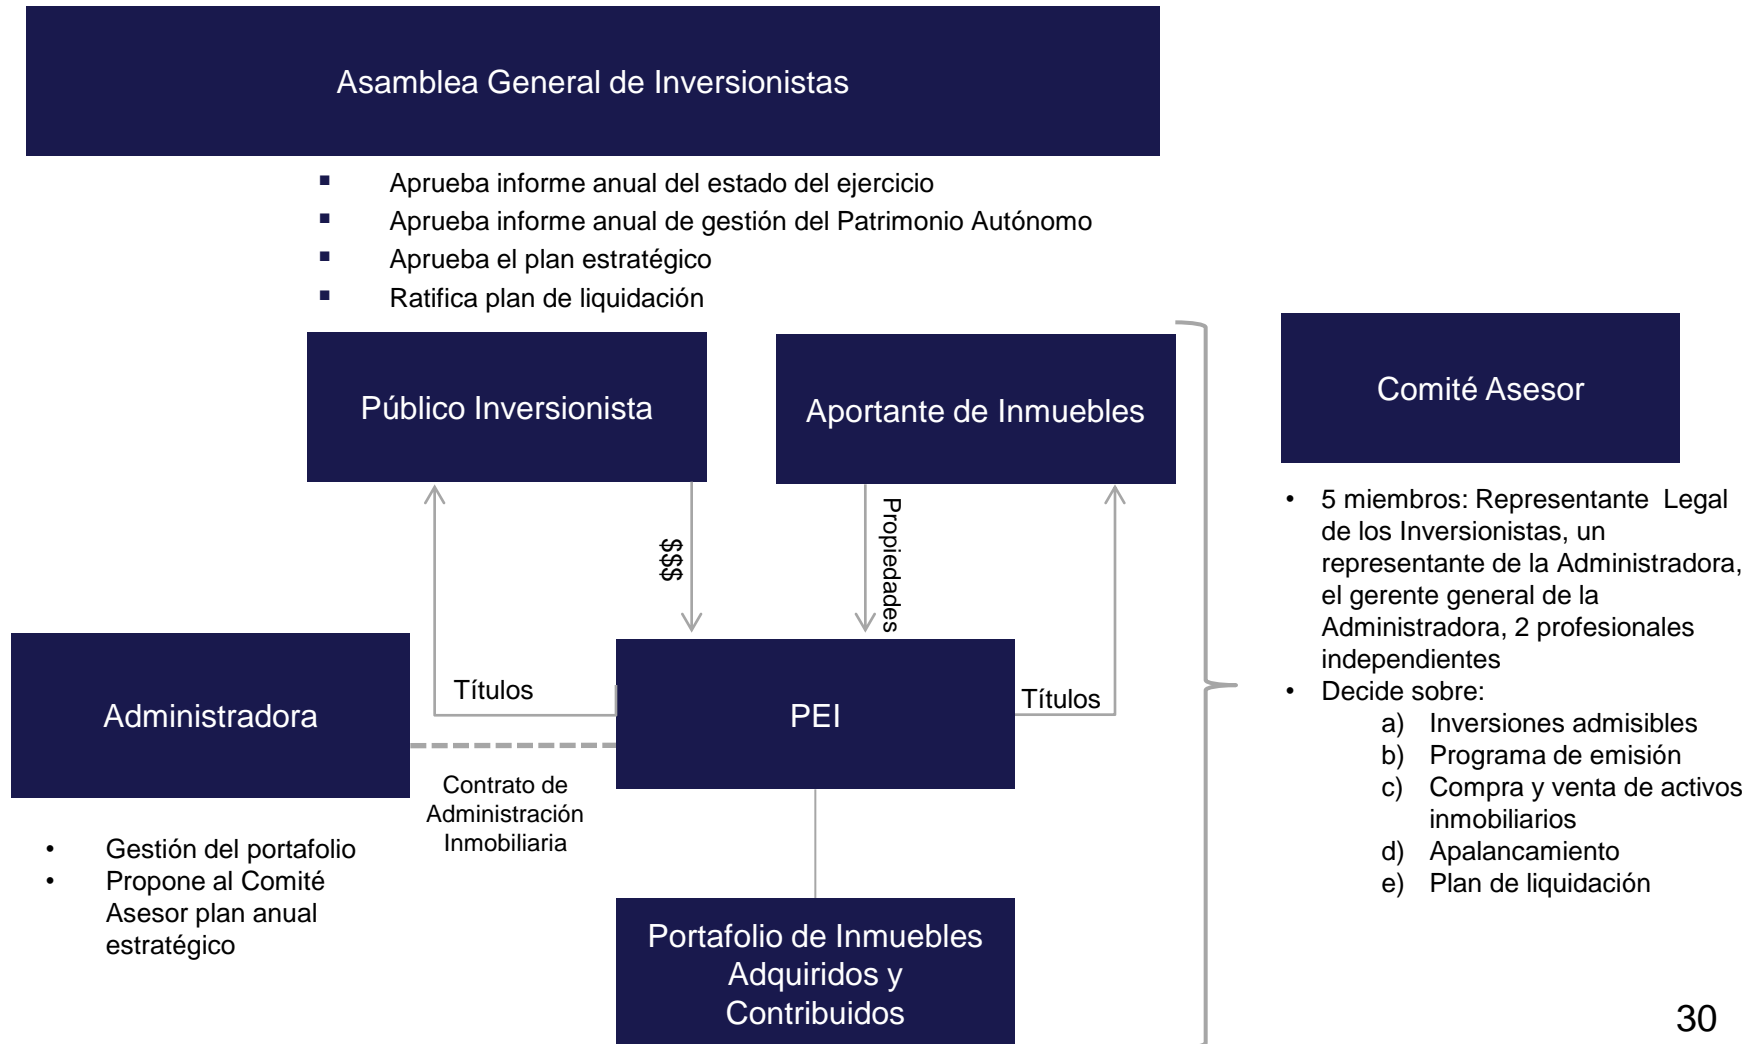 Asamblea General de Inversionistas
▪ Aprueba informe anual del estado del ejercicio
▪ Aprueba informe anual de gestión del Patrimonio Autónomo
▪ Aprueba el plan estratégico
▪ Ratifica plan de liquidación
Público Inversionista
Aportante de Inmuebles
$$$
Propiedades
Títulos
Títulos
Administradora
PEI
Contrato de
Administración
Inmobiliaria
• Gestión del portafolio
• Propone al Comité
Asesor plan anual
estratégico
Portafolio de Inmuebles
Adquiridos y
Contribuidos
Comité Asesor
• 5 miembros: Representante Legal
de los Inversionistas, un
representante de la Administradora,
el gerente general de la
Administradora, 2 profesionales
independientes
• Decide sobre:
a) Inversiones admisibles
b) Programa de emisión
c) Compra y venta de activos
inmobiliarios
d) Apalancamiento
e) Plan de liquidación
30